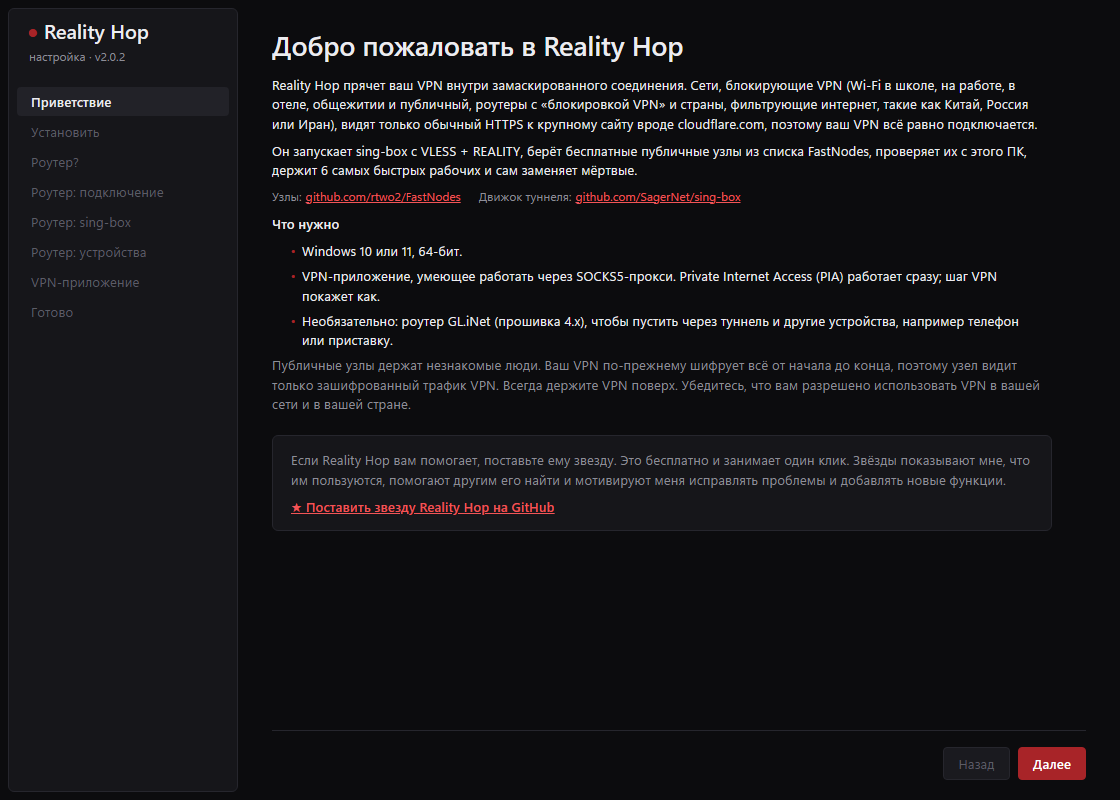 Reality Hop
настройка · v2.0.2
Приветствие
Установить
Роутер?
Роутер: подключение
Роутер: sing-box
Роутер: устройства
VPN-приложение
Готово
Добро пожаловать в Reality Hop
Reality Hop прячет ваш VPN внутри замаскированного соединения. Сети, блокирующие VPN (Wi-Fi в школе, на работе, в
отеле, общежитии и публичный, роутеры с «блокировкой VPN» и страны, фильтрующие интернет, такие как Китай, Россия
или Иран), видят только обычный HTTPS к крупному сайту вроде cloudflare.com, поэтому ваш VPN всё равно подключается.
Он запускает sing-box с VLESS + REALITY, берёт бесплатные публичные узлы из списка FastNodes, проверяет их с этого ПК,
держит 6 самых быстрых рабочих и сам заменяет мёртвые.
Узлы: github.com/rtwo2/FastNodes Движок туннеля: github.com/SagerNet/sing-box
Что нужно
• Windows 10 или 11, 64-бит.
• VPN-приложение, умеющее работать через SOCKS5-прокси. Private Internet Access (PIA) работает сразу; шаг VPN
покажет как.
• Необязательно: роутер GL.iNet (прошивка 4.x), чтобы пустить через туннель и другие устройства, например телефон
или приставку.
Публичные узлы держат незнакомые люди. Ваш VPN по-прежнему шифрует всё от начала до конца, поэтому узел видит
только зашифрованный трафик VPN. Всегда держите VPN поверх. Убедитесь, что вам разрешено использовать VPN в вашей
сети и в вашей стране.
Если Reality Hop вам помогает, поставьте ему звезду. Это бесплатно и занимает один клик. Звёзды показывают мне, что
им пользуются, помогают другим его найти и мотивируют меня исправлять проблемы и добавлять новые функции.
★ Поставить звезду Reality Hop на GitHub
Назад
Далее